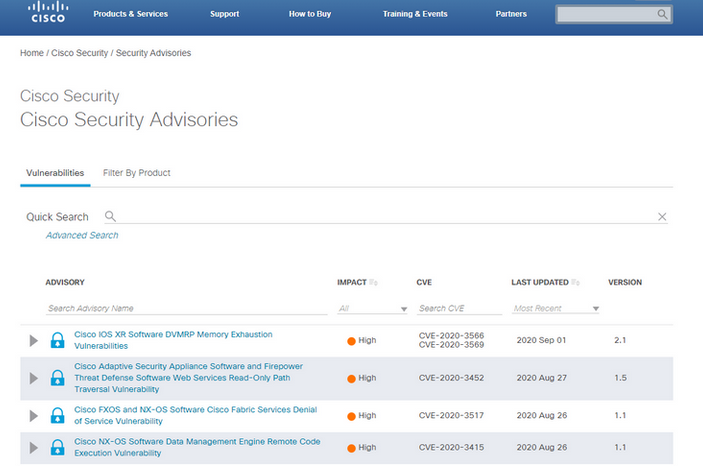 CISCO
Products & Services Support How to Buy Training & Events Partners
Home / Cisco Security / Security Advisories
Cisco Security
Cisco Security Advisories
Vulnerabilities Filter By Product
Quick Search
Advanced Search
ADVISORY IMPACT CVE LAST UPDATED VERSION
Search Advisory Name All Search CVE Most Recent
Cisco IOS XR Software DVMRP Memory Exhaustion
Vulnerabilities
High
CVE-2020-3566
CVE-2020-3569
2020 Sep 01
2.1
Cisco Adaptive Security Appliance Software and Firepower
Threat Defense Software Web Services Read-Only Path
Traversal Vulnerability
High
CVE-2020-3452
2020 Aug 27
1.5
Cisco FXOS and NX-OS Software Cisco Fabric Services Denial
of Service Vulnerability
High
CVE-2020-3517
2020 Aug 26
1.1
Cisco NX-OS Software Data Management Engine Remote Code
Execution Vulnerability
High
CVE-2020-3415
2020 Aug 26
1.1